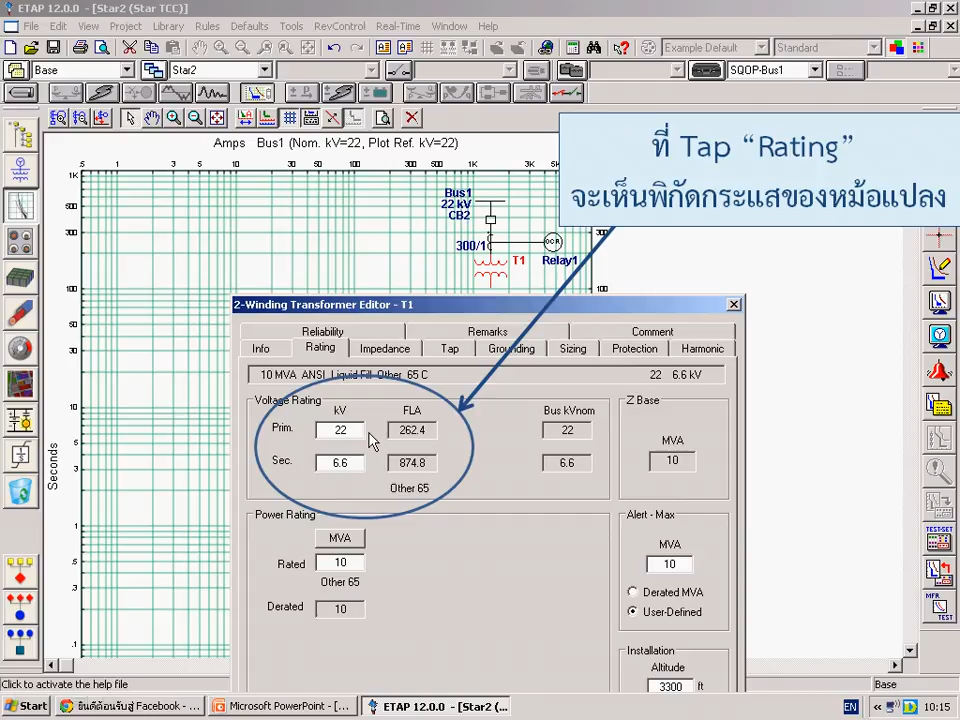 ETAP 12.0.0 - [Star2 (Star TCC)]
File Edit View Project Library Rules Defaults Tools RevControl Real-Time Window Help
Example Default Standard
Base Star2 SQOP-Bus1
ที่ Tap “Rating”
จะเห็นพิกัดกระแสของหม้อแปลง
Amps Bus1 (Nom. kV=22, Plot Ref. kV=22)
.5 1 3 5 10 30 50 100 300 500 1K 3K 5K
1K
500
300
100
50
30
10
5
3
1
.5
.3
.1
Seconds
300
100
Bus1
22 kV
CB2
300/1
OCR
T1
Relay1
2-Winding Transformer Editor - T1
Reliability Remarks Comment
Info Rating Impedance Tap Grounding Sizing Protection Harmonic
10 MVA ANSI Liquid Fill Other 65 C 22 6.6 kV
Voltage Rating
kV FLA Bus kVnom
Prim. 22 262.4 22
Sec. 6.6 874.8 6.6
Other 65
Z Base
MVA
10
Power Rating
MVA
Rated 10
Other 65
Derated 10
Alert - Max
MVA
10
Derated MVA
User-Defined
Installation
Altitude
3300 ft
TEST-SET
MFR
TEST
Click to activate the help file Base
Start ยินดีต้อนรับสู่ Facebook - ... Microsoft PowerPoint - [... ETAP 12.0.0 - [Star2 (... EN 10:15